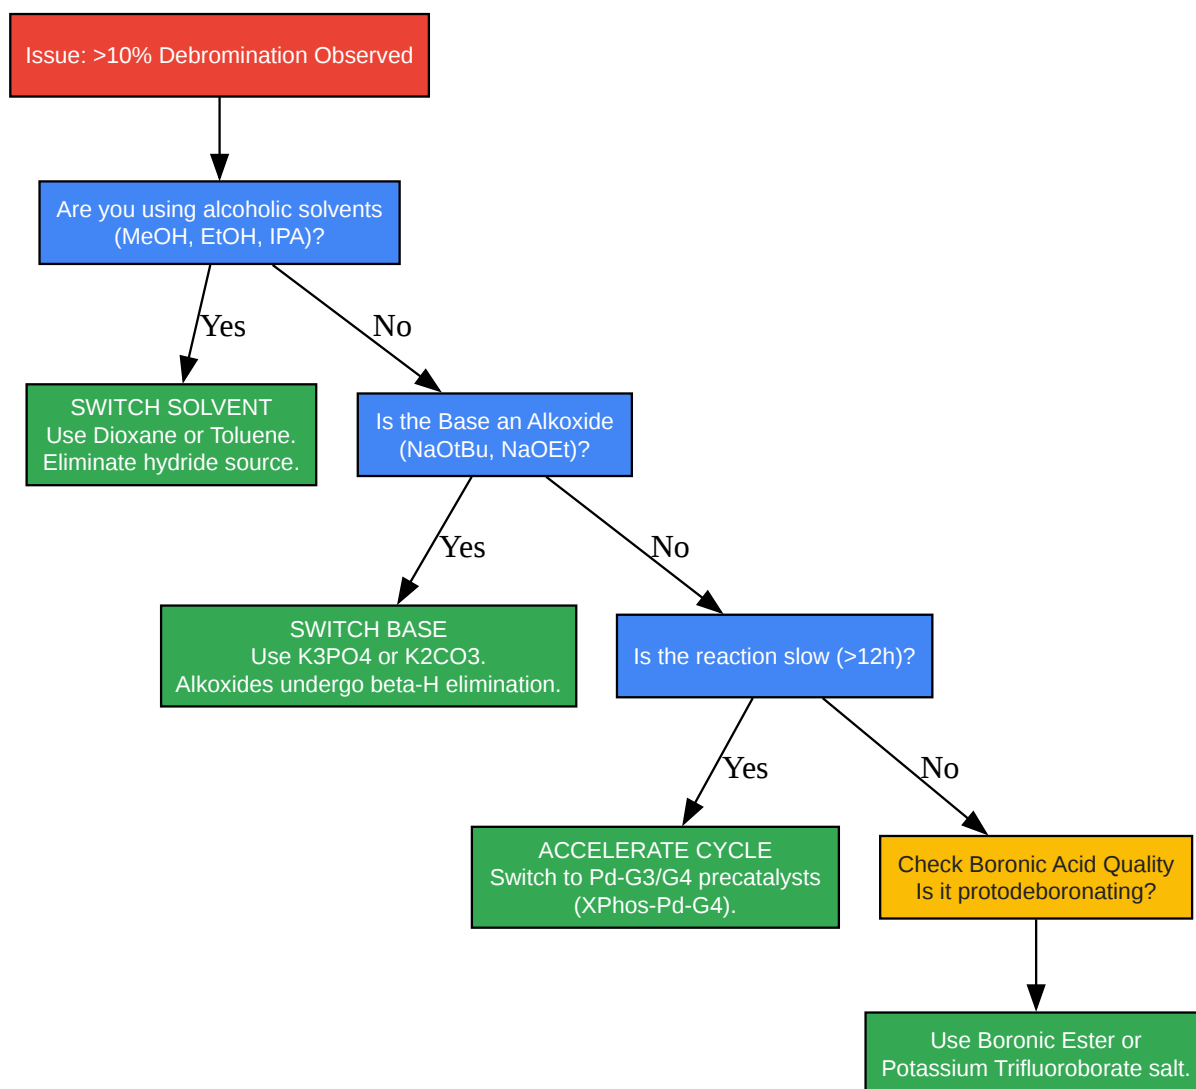 Issue: >10% Debromination Observed
Are you using alcoholic solvents
(MeOH, EtOH, IPA)?
Yes
No
SWITCH SOLVENT
Use Dioxane or Toluene.
Eliminate hydride source.
Is the Base an Alkoxide
(NaOtBu, NaOEt)?
Yes
No
SWITCH BASE
Use K3PO4 or K2CO3.
Alkoxides undergo beta-H elimination.
Is the reaction slow (>12h)?
Yes
No
ACCELERATE CYCLE
Switch to Pd-G3/G4 precatalysts
(XPhos-Pd-G4).
Check Boronic Acid Quality
Is it protodeboronating?
Use Boronic Ester or
Potassium Trifluoroborate salt.